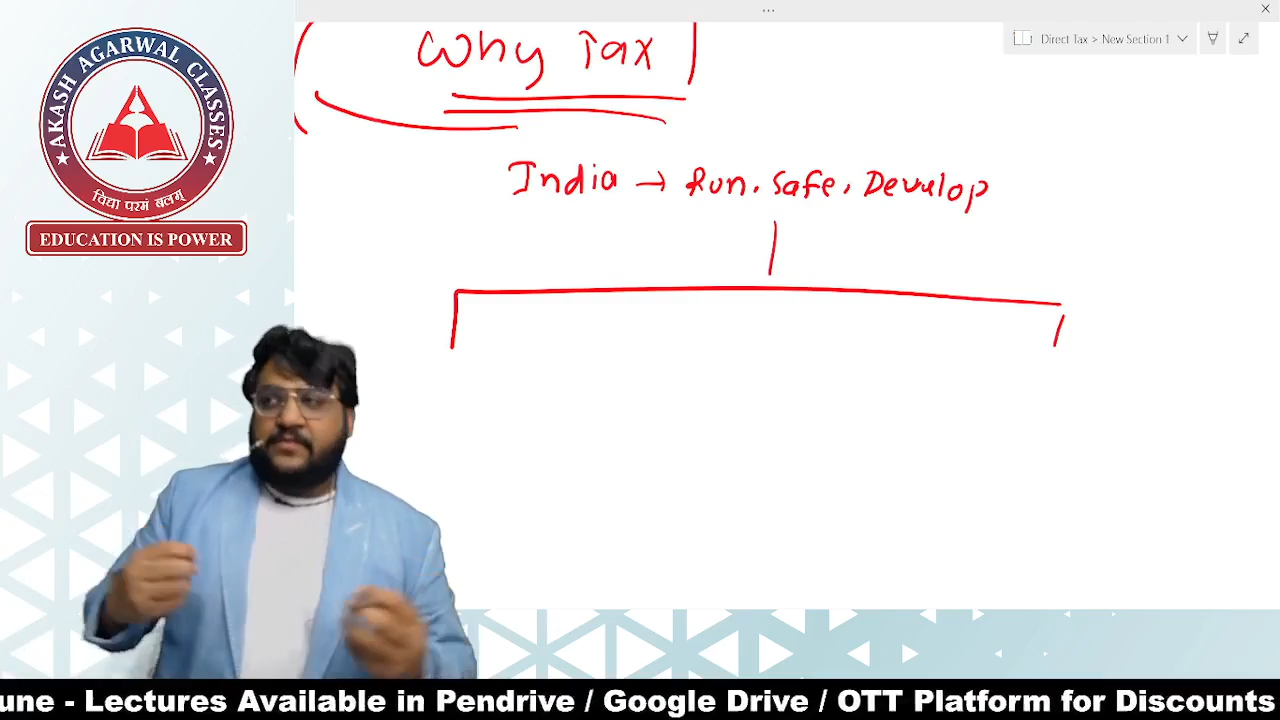 AKASH AGARWAL CLASSES
विद्या परमं बलम्
EDUCATION IS POWER
Direct Tax > New Section 1
Why Tax
India → Run, Safe, Devulop
une - Lectures Available in Pendrive / Google Drive / OTT Platform for Discounts